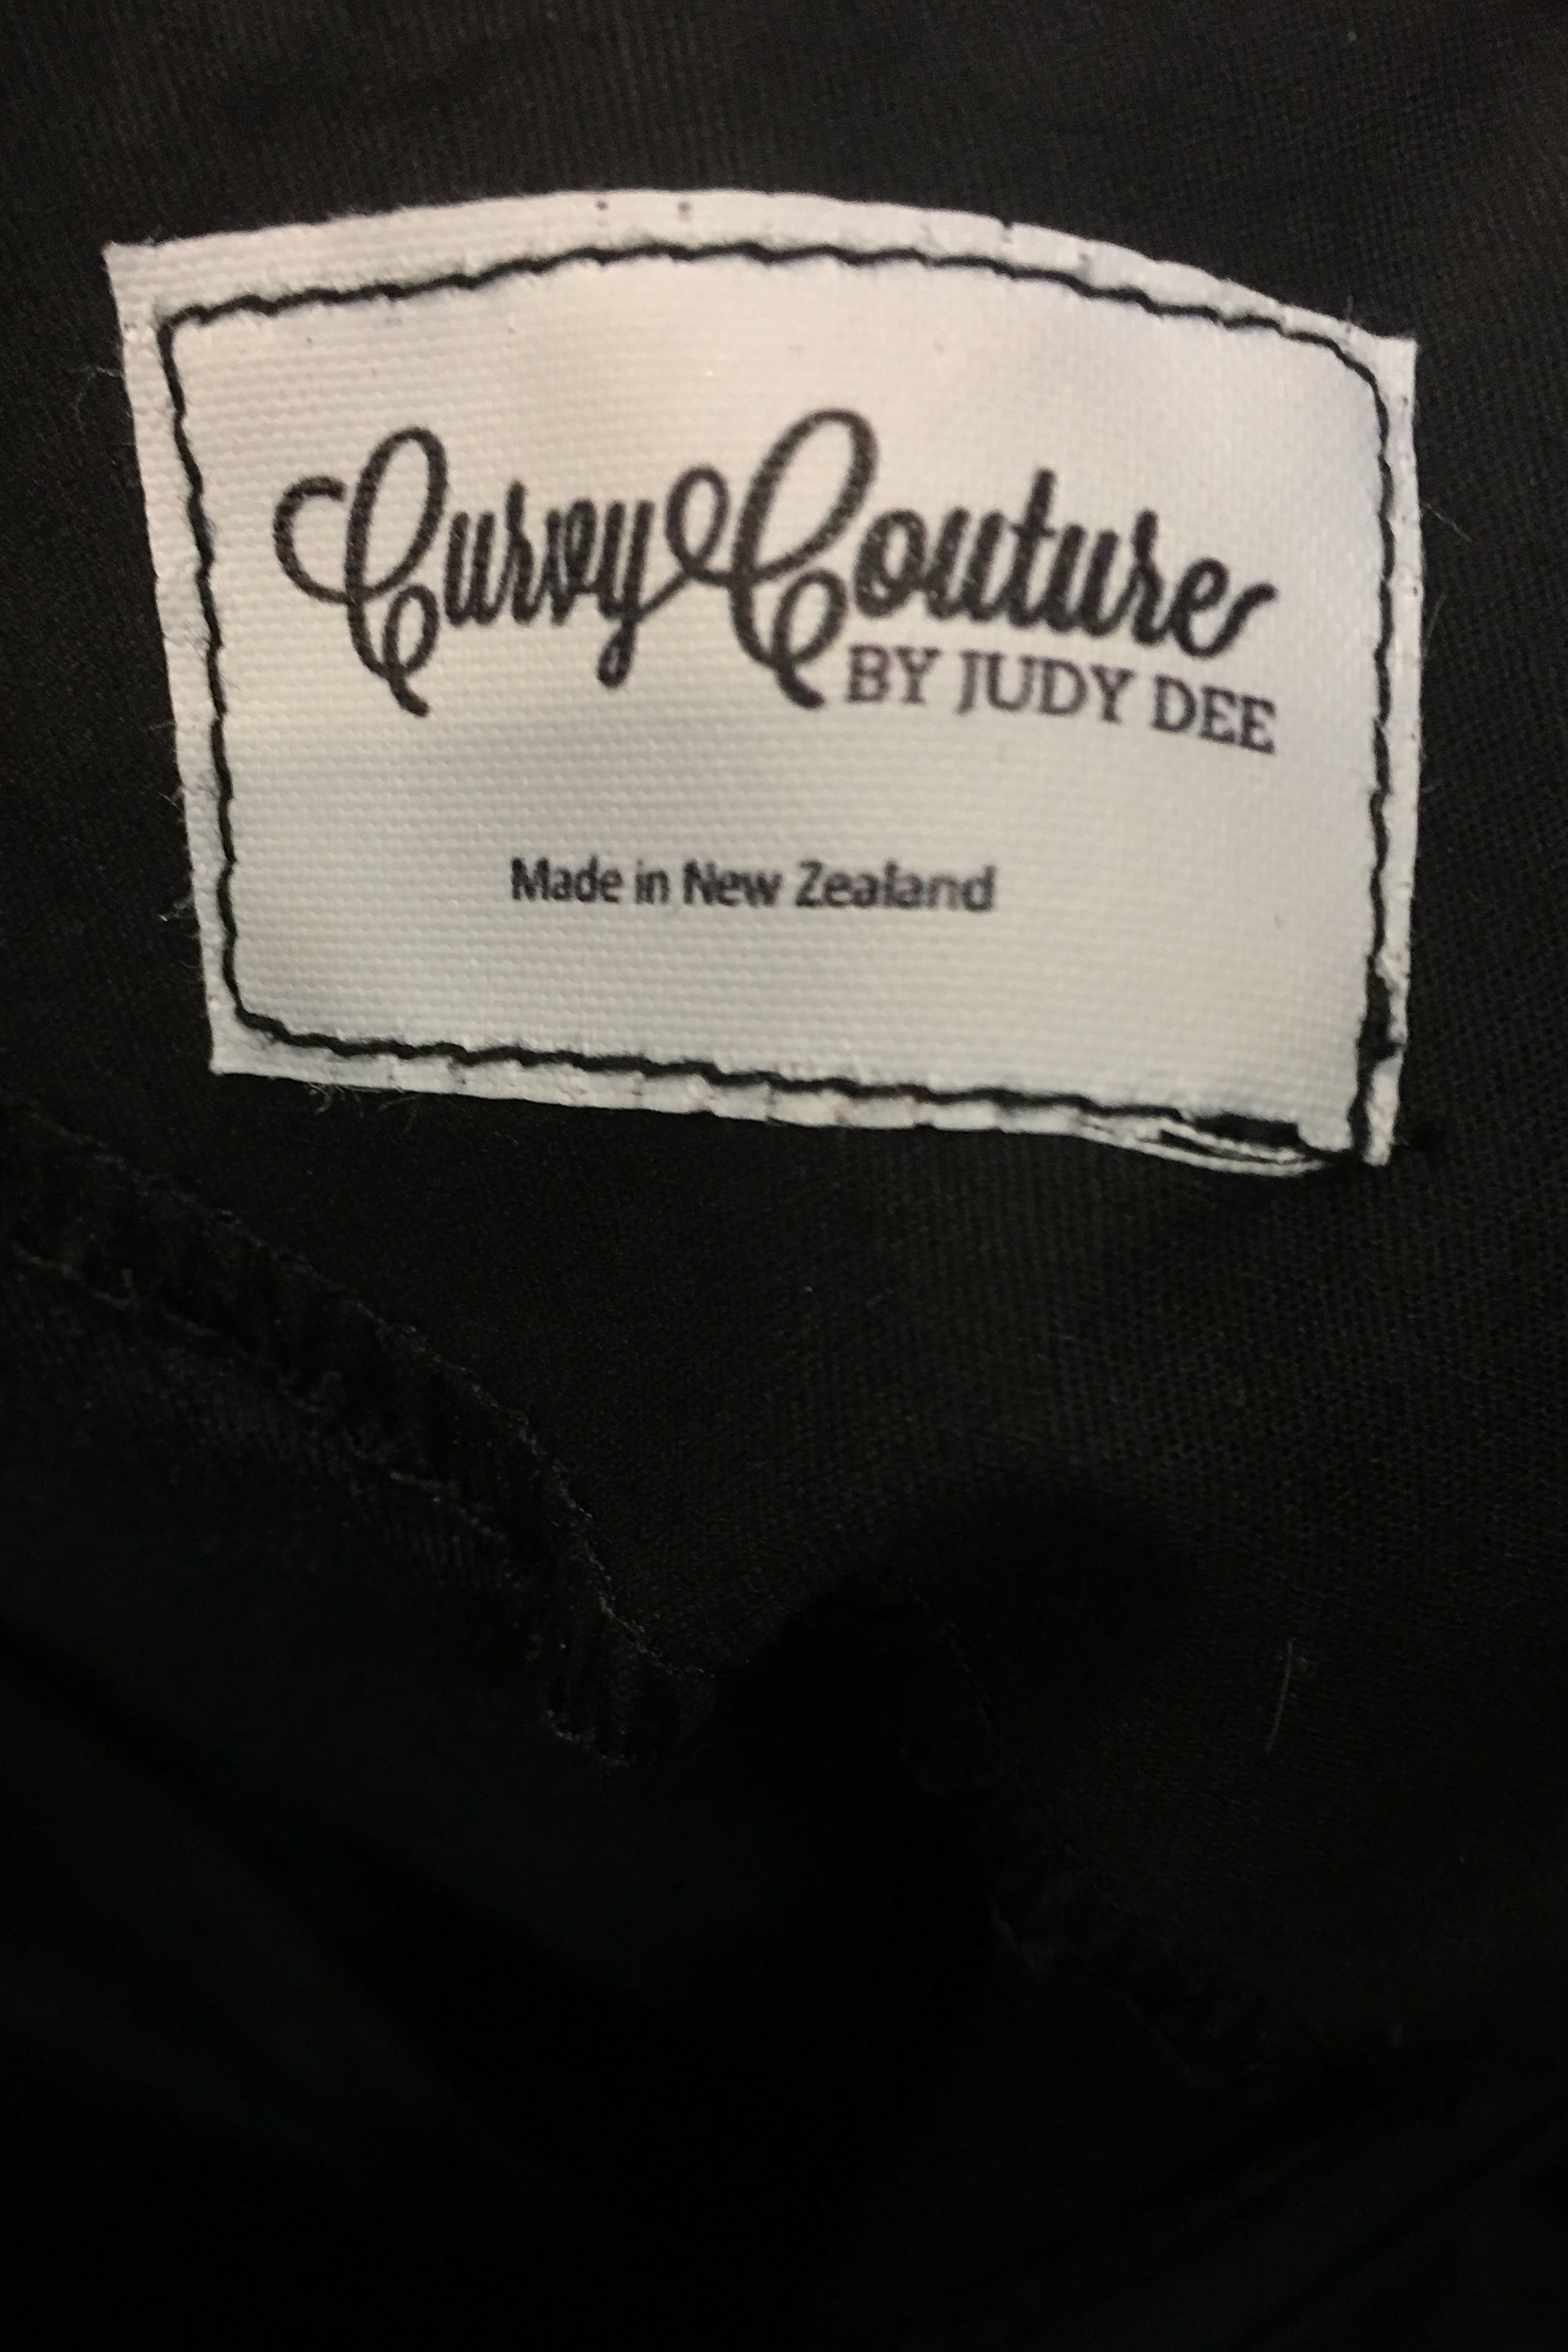 Curvy Couture
BY JUDY DEE
Made in New Zealand